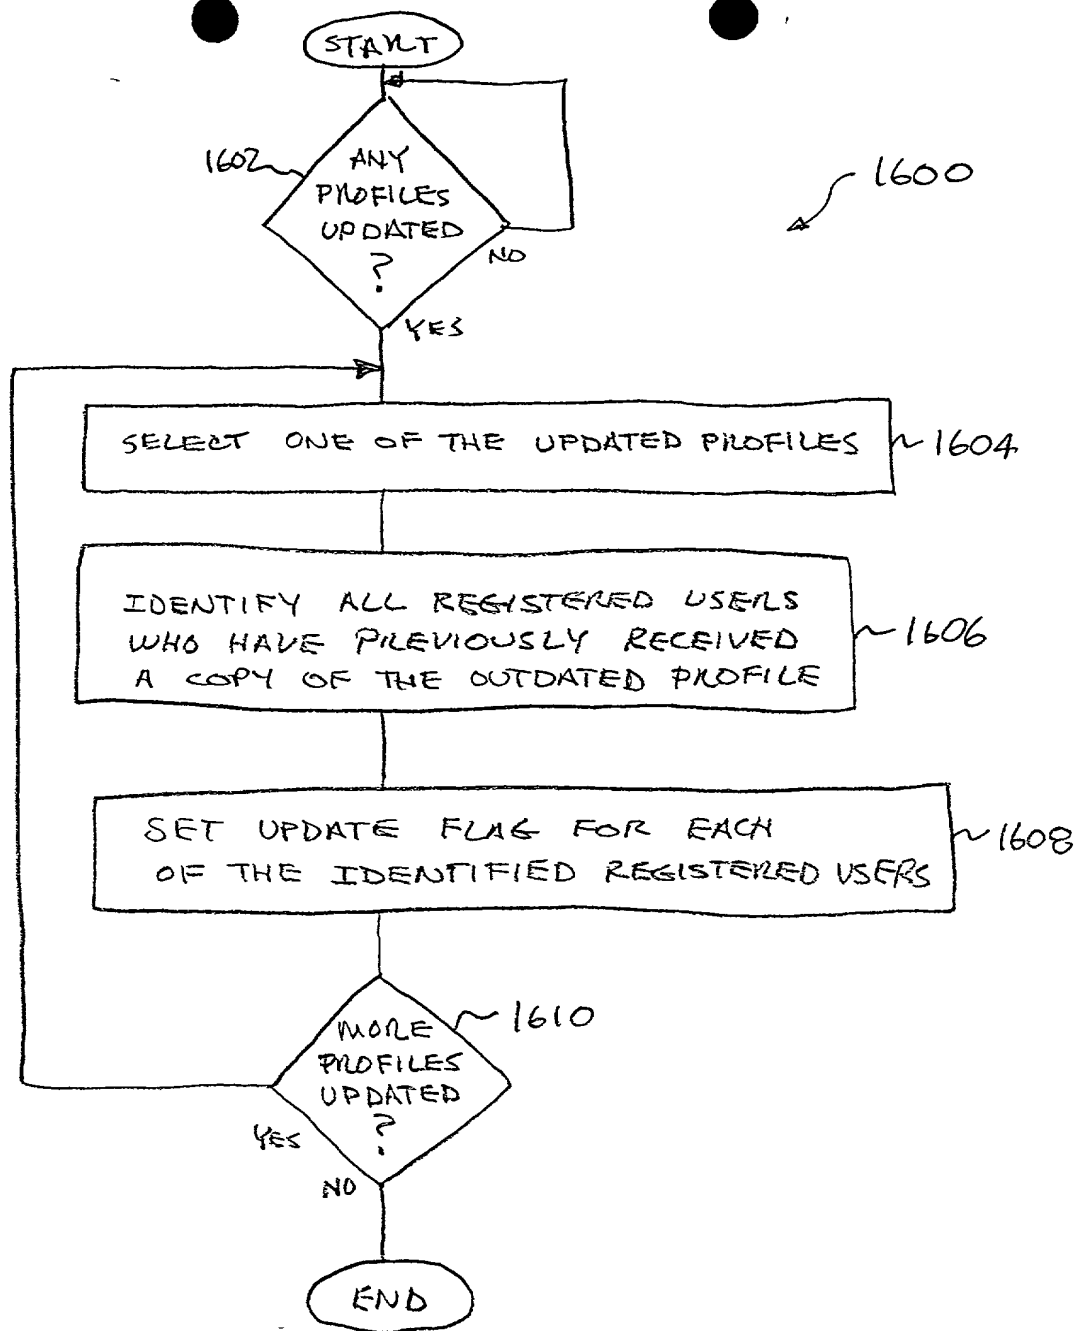 START
1602
ANY
PROFILES
UPDATED
?
NO
YES
1600
SELECT ONE OF THE UPDATED PROFILES
1604
IDENTIFY ALL REGISTERED USERS
WHO HAVE PREVIOUSLY RECEIVED
A COPY OF THE OUTDATED PROFILE
1606
SET UPDATE FLAG FOR EACH
OF THE IDENTIFIED REGISTERED USERS
1608
1610
MORE
PROFILES
UPDATED
?
YES
NO
END